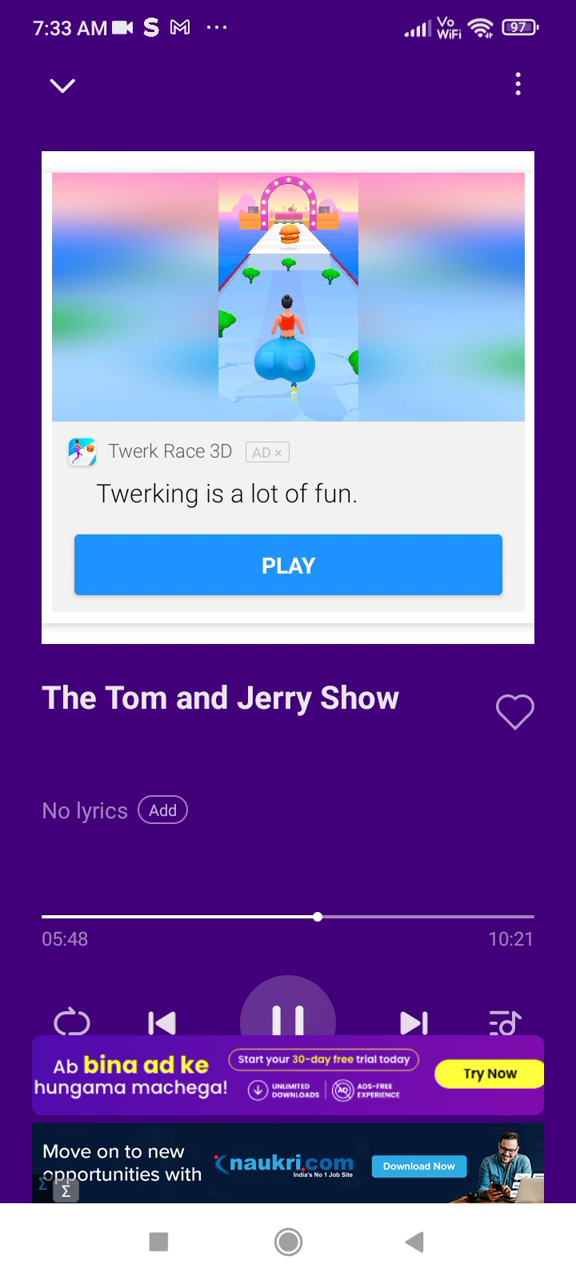 7:33 AM
Vo
WiFi
97
Twerk Race 3D
AD ×
Twerking is a lot of fun.
PLAY
The Tom and Jerry Show
No lyrics
Add
05:48
10:21
Ab bina ad ke
hungama machega!
Start your 30-day free trial today
UNLIMITED
DOWNLOADS
AD
ADS-FREE
EXPERIENCE
Try Now
Move on to new
opportunities with
naukri.com
India's No 1 Job Site
Download Now
Σ
Σ